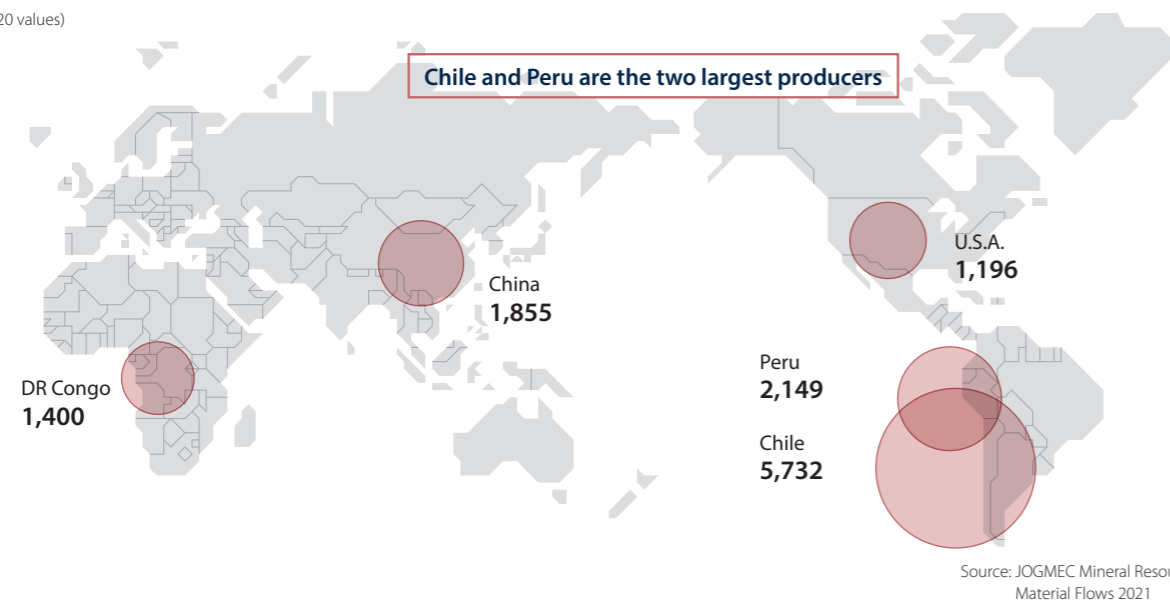 20 values)
Chile and Peru are the two largest producers
U.S.A.
1,196
China
1,855
Peru
2,149
DR Congo
1,400
Chile
5,732
Source: JOGMEC Mineral
Material Flows 2021